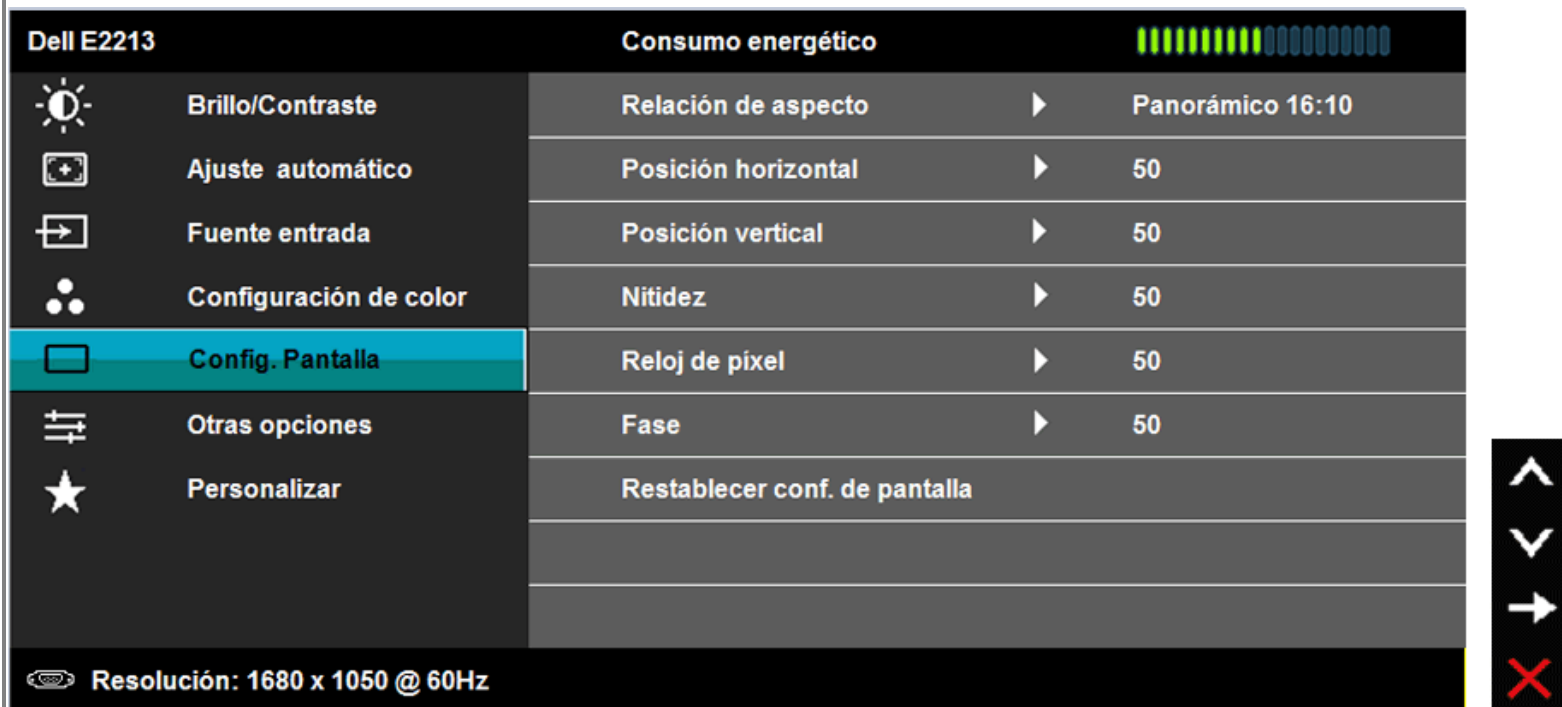 Dell E2213 Consumo energético
Brillo/Contraste Relación de aspecto Panorámico 16:10
Ajuste automático Posición horizontal 50
Fuente entrada Posición vertical 50
Configuración de color Nitidez 50
Config. Pantalla Reloj de píxel 50
Otras opciones Fase 50
Personalizar Restablecer conf. de pantalla
Resolución: 1680 x 1050 @ 60Hz